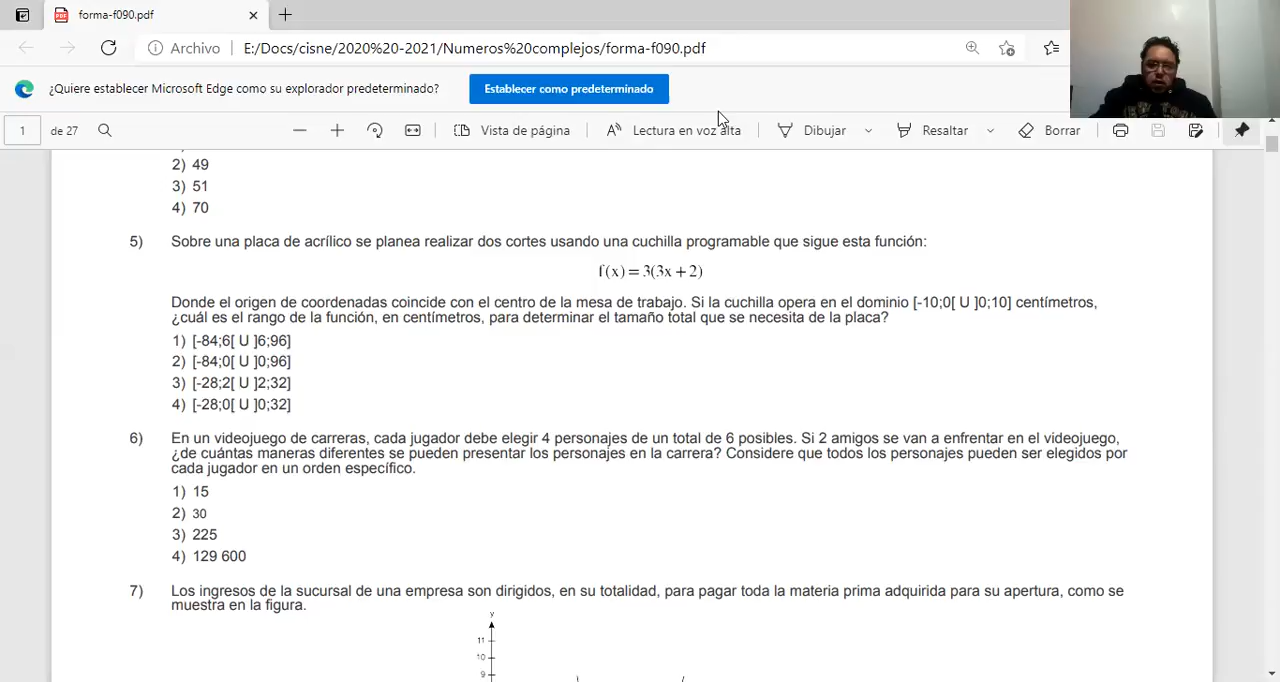 forma-f090.pdf
Archivo
E:/Docs/cisne/2020%20-2021/Numeros%20complejos/forma-f090.pdf
¿Quiere establecer Microsoft Edge como su explorador predeterminado?
Establecer como predeterminado
1 de 27
Vista de página
Lectura en voz alta
Dibujar
Resaltar
Borrar
2) 49
3) 51
4) 70
5) Sobre una placa de acrílico se planea realizar dos cortes usando una cuchilla programable que sigue esta función:
f(x) = 3(3x + 2)
Donde el origen de coordenadas coincide con el centro de la mesa de trabajo. Si la cuchilla opera en el dominio [-10;0[ U ]0;10] centímetros,
¿cuál es el rango de la función, en centímetros, para determinar el tamaño total que se necesita de la placa?
1) [-84;6[ U ]6;96]
2) [-84;0[ U ]0;96]
3) [-28;2[ U ]2;32]
4) [-28;0[ U ]0;32]
6) En un videojuego de carreras, cada jugador debe elegir 4 personajes de un total de 6 posibles. Si 2 amigos se van a enfrentar en el videojuego,
¿de cuántas maneras diferentes se pueden presentar los personajes en la carrera? Considere que todos los personajes pueden ser elegidos por
cada jugador en un orden específico.
1) 15
2) 30
3) 225
4) 129 600
7) Los ingresos de la sucursal de una empresa son dirigidos, en su totalidad, para pagar toda la materia prima adquirida para su apertura, como se
muestra en la figura.
y
11
10
9